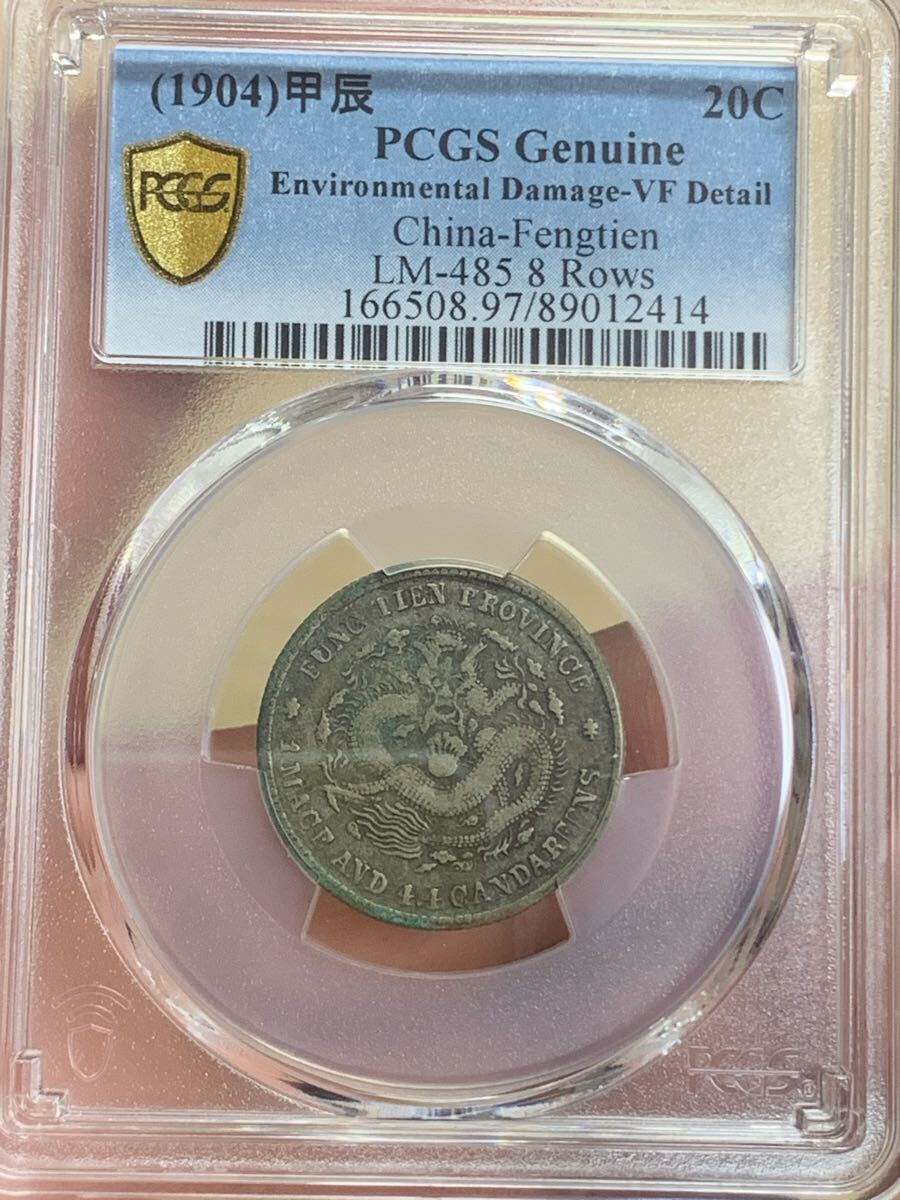 (1904)甲辰 20C
PCGS Genuine
PCGS
Environmental Damage-VF Detail
China-Fengtien
LM-485 8 Rows
166508.97/89012414
FUNG TIEN PROVINCE
1 MACE AND 4.4 CANDAREENS
PCGS